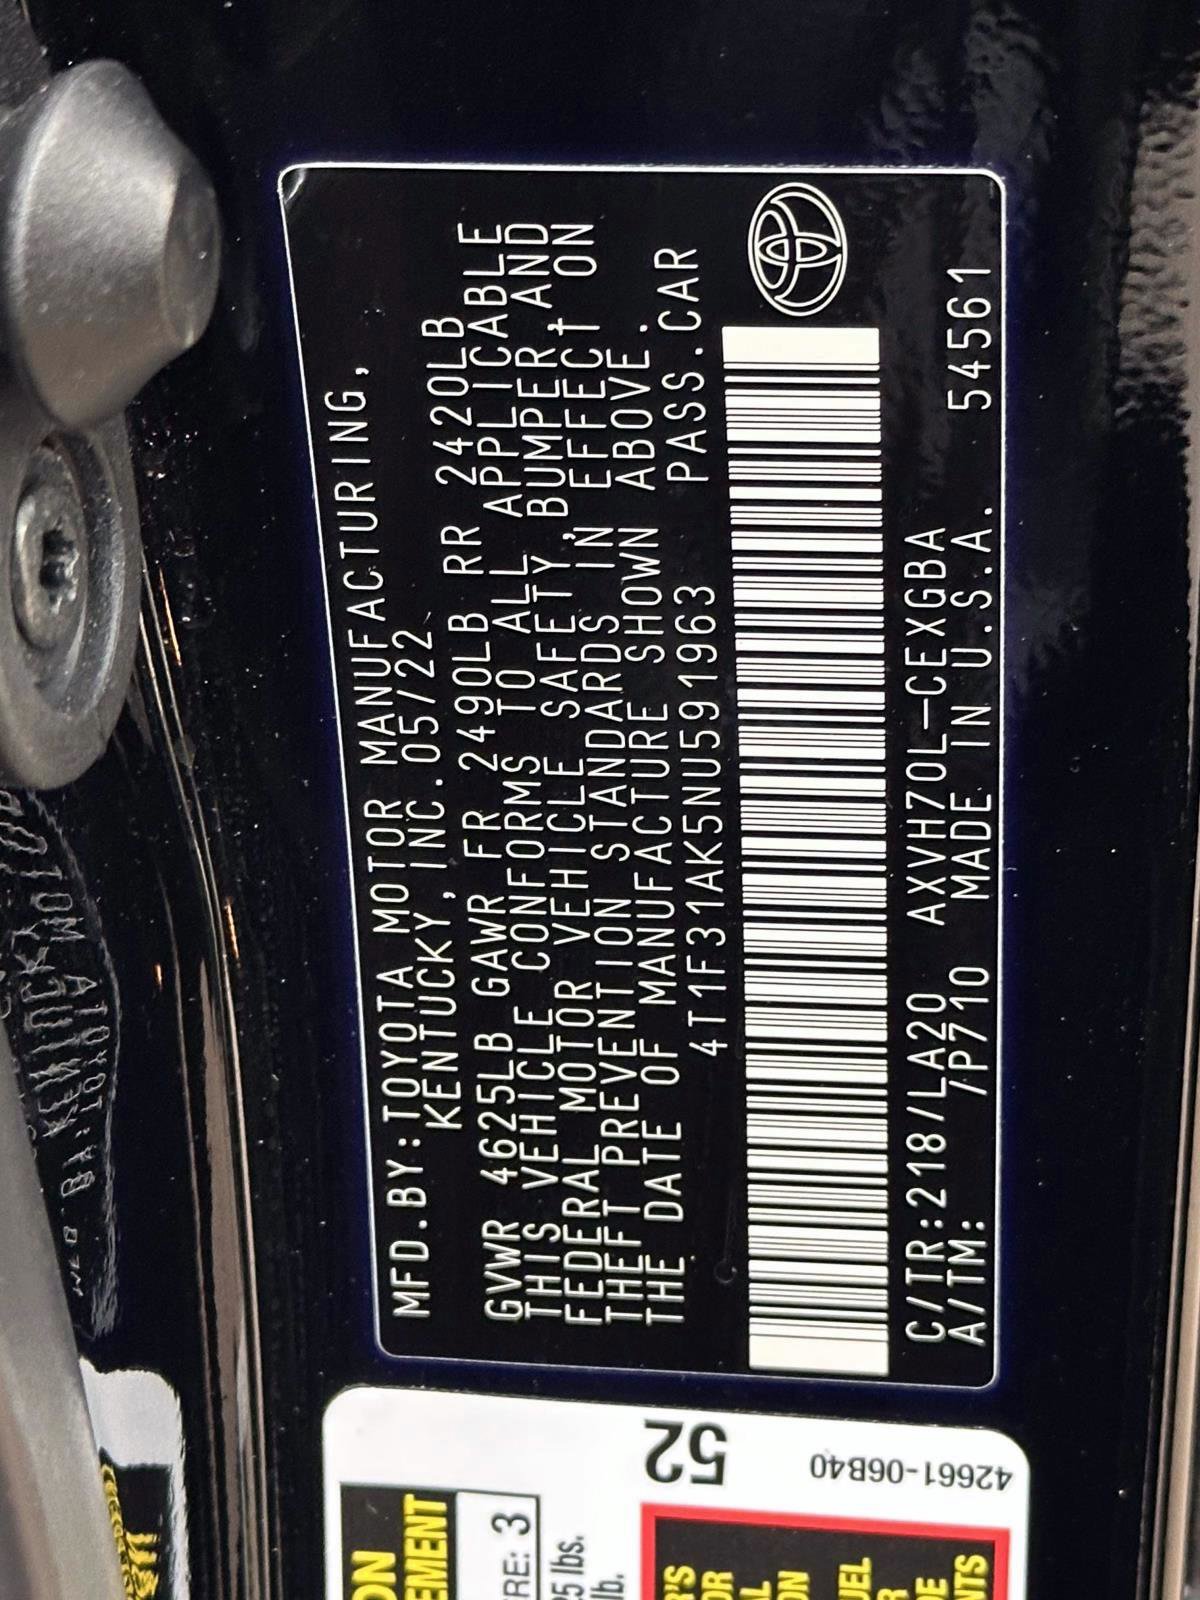 MFD.BY:TOYOTA MOTOR MANUFACTURING,
KENTUCKY, INC.05/22
GVWR 4625LB GAWR FR 2490LB RR 2420LB
THIS VEHICLE CONFORMS TO ALL APPLICABLE
FEDERAL MOTOR VEHICLE SAFETY, BUMPER, AND
THEFT PREVENTION STANDARDS IN EFFECT ON
THE DATE OF MANUFACTURE SHOWN ABOVE.
4T1F31AK5NU591963 PASS.CAR
C/TR:218/LA20 AXVH70L-CEXGBA
A/TM: /P710 MADE IN U.S.A. 54561
52
42661-06B40